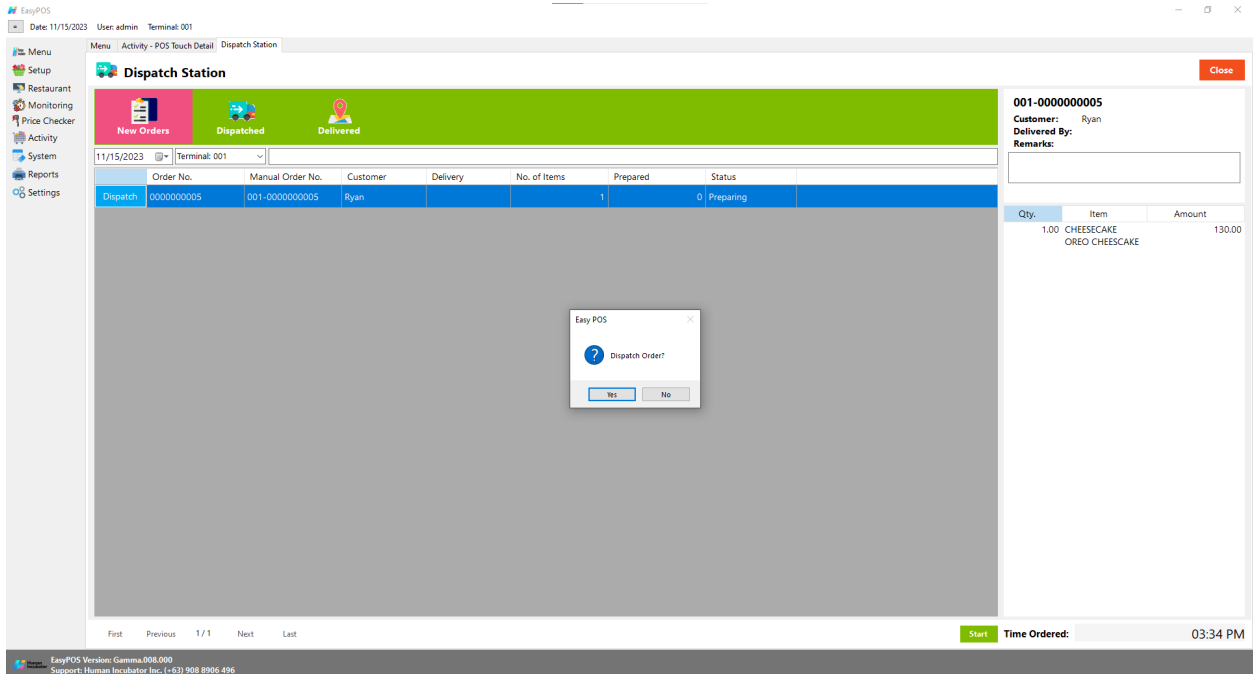 EasyPOS
Date: 11/15/2023 User: admin Terminal: 001
Menu
Setup
Restaurant
Monitoring
Price Checker
Activity
System
Reports
Settings
Menu Activity - POS Touch Detail Dispatch Station
Dispatch Station
Close
New Orders Dispatched Delivered
11/15/2023 Terminal: 001
Order No. Manual Order No. Customer Delivery No. of Items Prepared Status
Dispatch 0000000005 001-0000000005 Ryan 1 0 Preparing
Easy POS
Dispatch Order?
Yes No
First Previous 1 / 1 Next Last
Start
001-0000000005
Customer: Ryan
Delivered By:
Remarks:
Qty. Item Amount
1.00 CHEESECAKE 130.00
OREO CHEESCAKE
Time Ordered: 03:34 PM
Human Incubator
EasyPOS Version: Gamma.008.000
Support: Human Incubator Inc. (+63) 908 8906 496